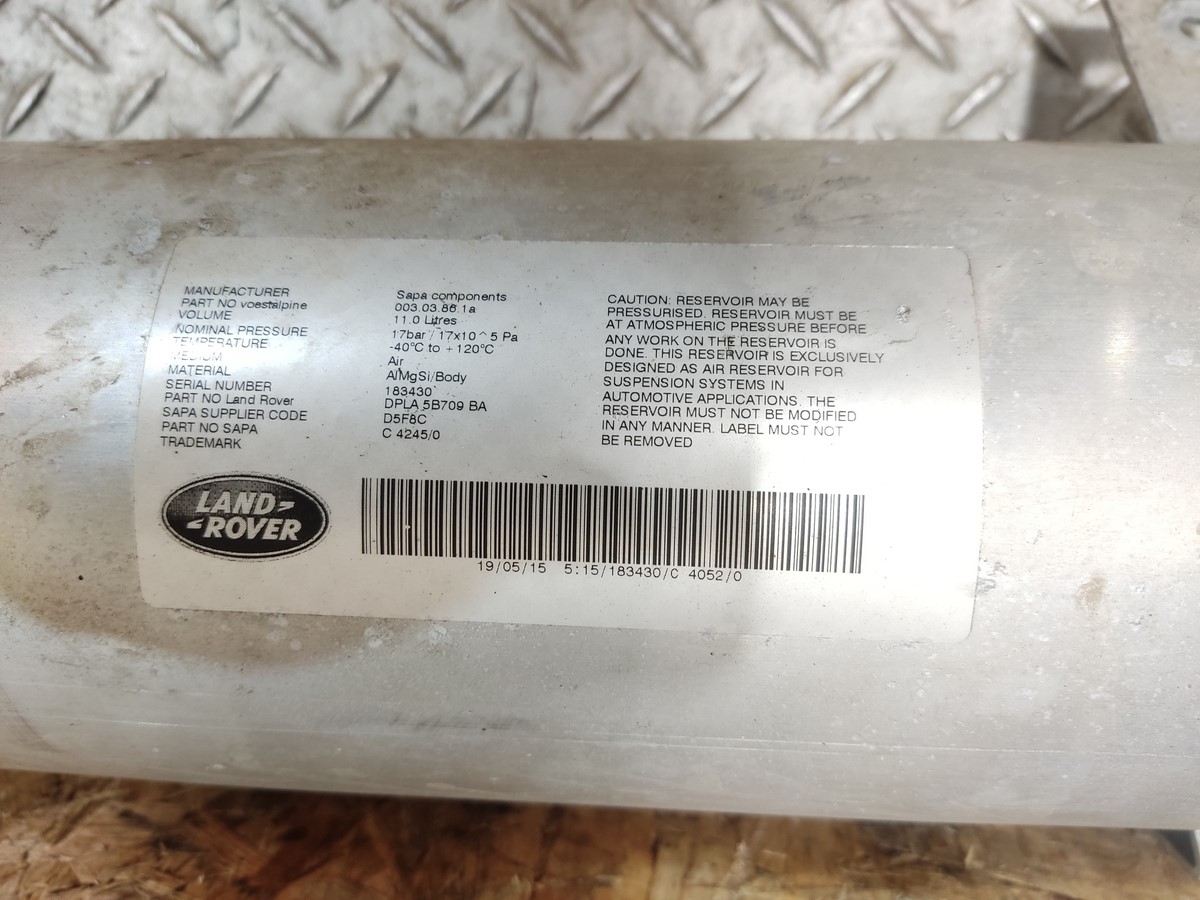 MANUFACTURER Sapa components
PART NO voestalpine 003.03.86.1a
VOLUME 11.0 Litres
NOMINAL PRESSURE 17bar / 17x10^5 Pa
TEMPERATURE -40°C to +120°C
MEDIUM Air
MATERIAL AlMgSi/Body
SERIAL NUMBER 183430
PART NO Land Rover DPLA 5B709 BA
SAPA SUPPLIER CODE D5F8C
PART NO SAPA C 4245/0
TRADEMARK
CAUTION: RESERVOIR MAY BE
PRESSURISED. RESERVOIR MUST BE
AT ATMOSPHERIC PRESSURE BEFORE
ANY WORK ON THE RESERVOIR IS
DONE. THIS RESERVOIR IS EXCLUSIVELY
DESIGNED AS AIR RESERVOIR FOR
SUSPENSION SYSTEMS IN
AUTOMOTIVE APPLICATIONS. THE
RESERVOIR MUST NOT BE MODIFIED
IN ANY MANNER. LABEL MUST NOT
BE REMOVED
LAND
ROVER
19/05/15 5:15/183430/C 4052/0